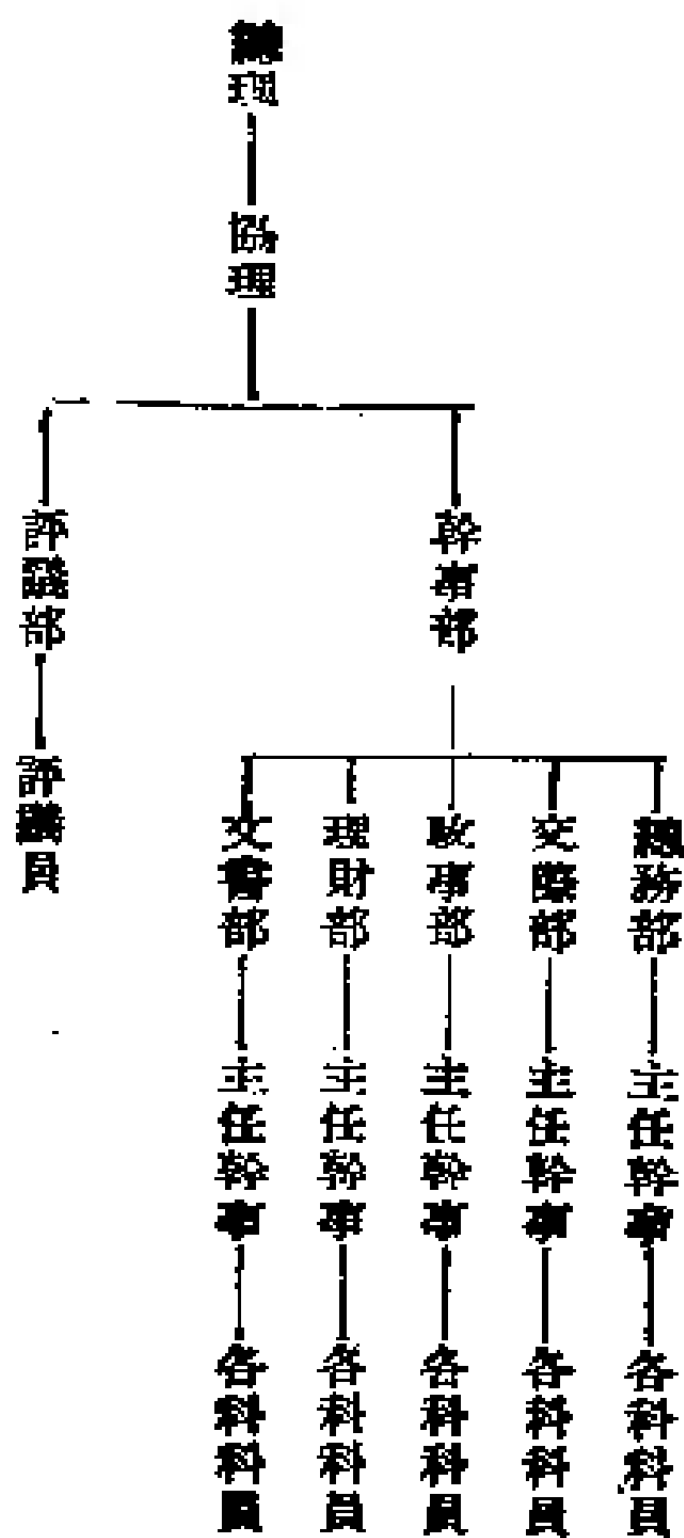 總理
協理
幹事部
評議部
評議員
總務部
主任幹事
各科科員
交際部
主任幹事
各科科員
政事部
主任幹事
各科科員
理財部
主任幹事
各科科員
文書部
主任幹事
各科科員